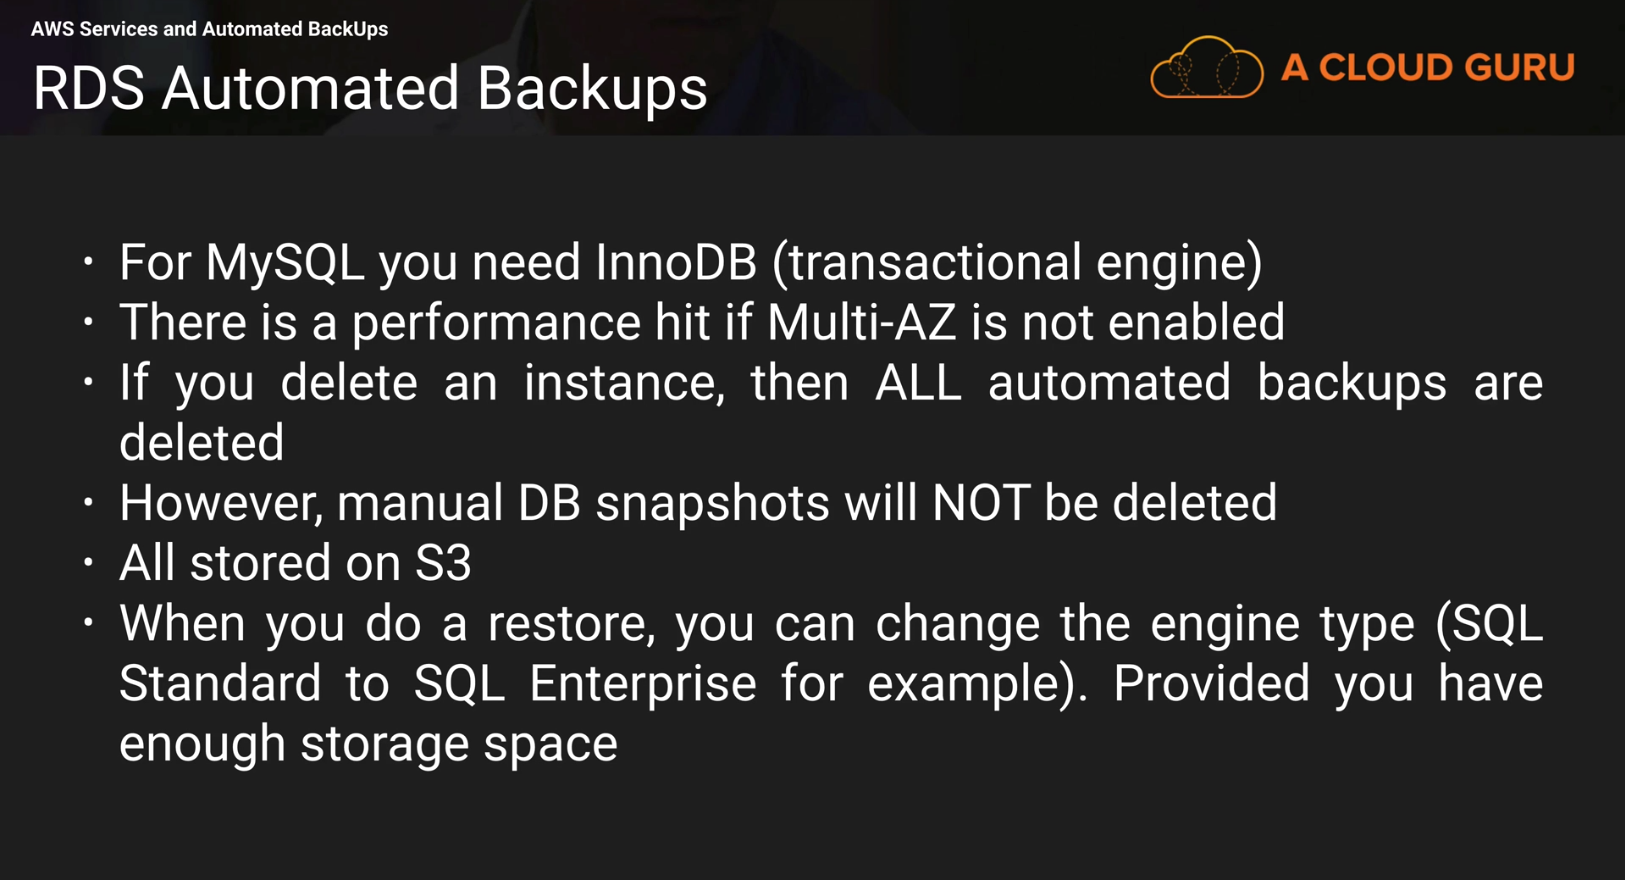 AWS Services and Automated BackUps
RDS Automated Backups
A CLOUD GURU
• For MySQL you need InnoDB (transactional engine)
• There is a performance hit if Multi-AZ is not enabled
• If you delete an instance, then ALL automated backups are
deleted
• However, manual DB snapshots will NOT be deleted
• All stored on S3
• When you do a restore, you can change the engine type (SQL
Standard to SQL Enterprise for example). Provided you have
enough storage space